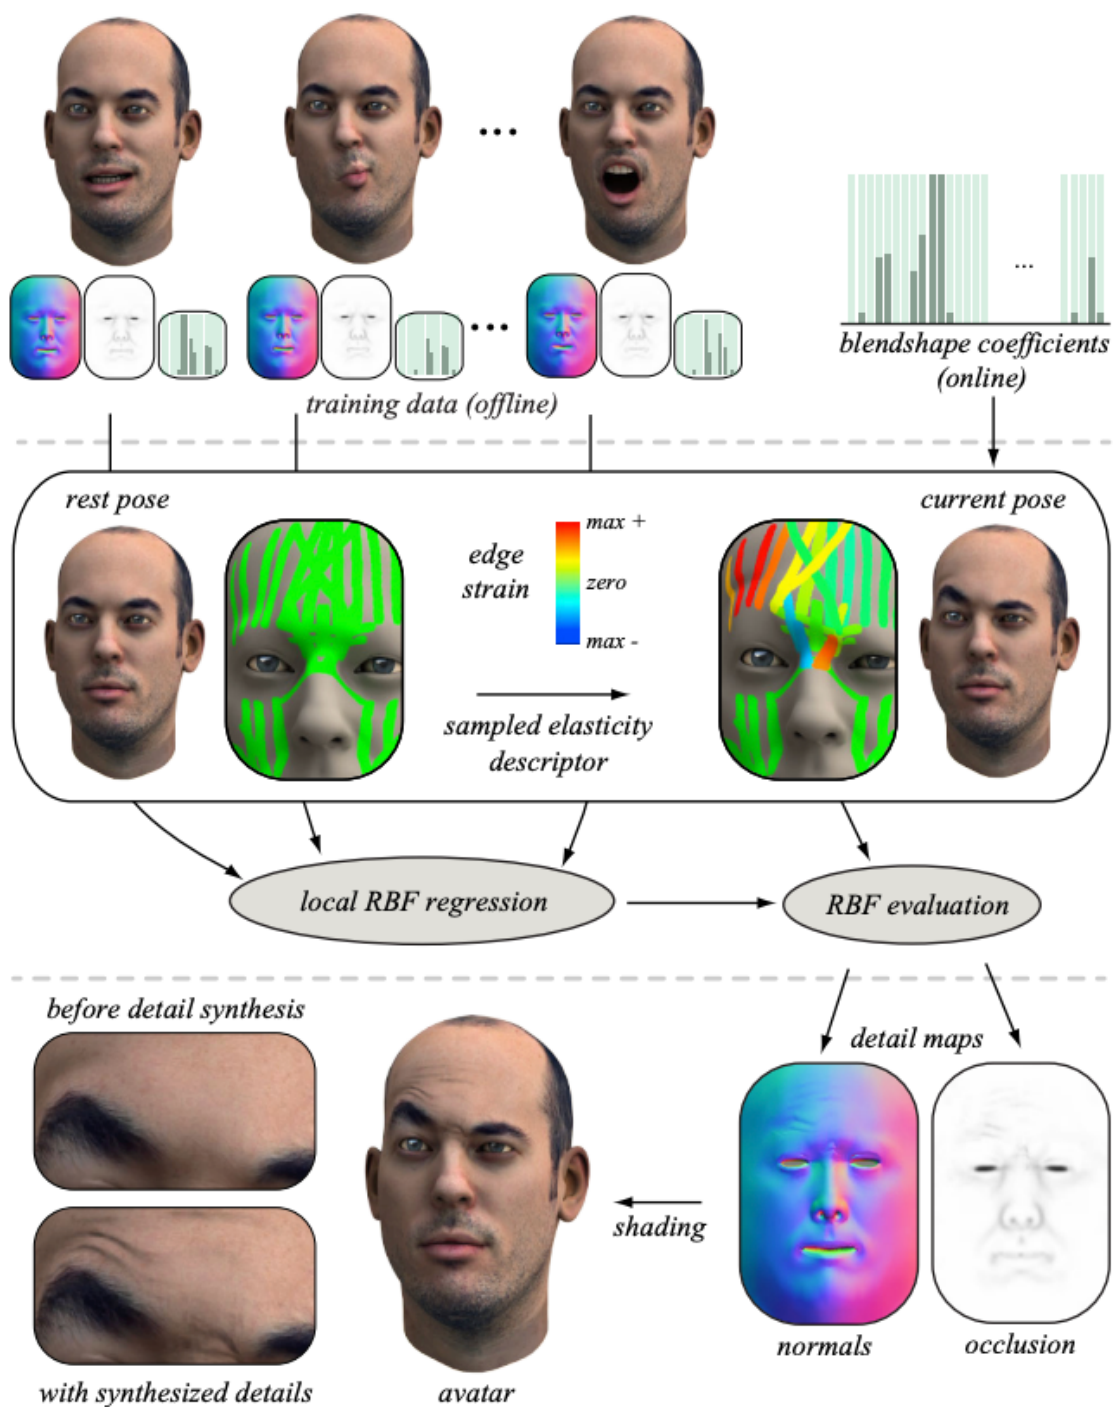 ...
...
blendshape coefficients
(online)
...
training data (offline)
rest pose
current pose
edge
strain
max +
zero
max -
sampled elasticity
descriptor
local RBF regression
RBF evaluation
before detail synthesis
detail maps
shading
normals
occlusion
with synthesized details
avatar